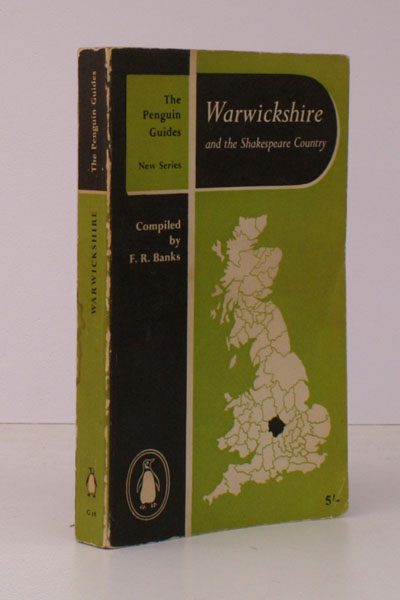 The Penguin Guides
WARWICKSHIRE
The
Penguin
Guides
New Series
Warwickshire
and the Shakespeare Country
Compiled
by
F. R. Banks
5/-